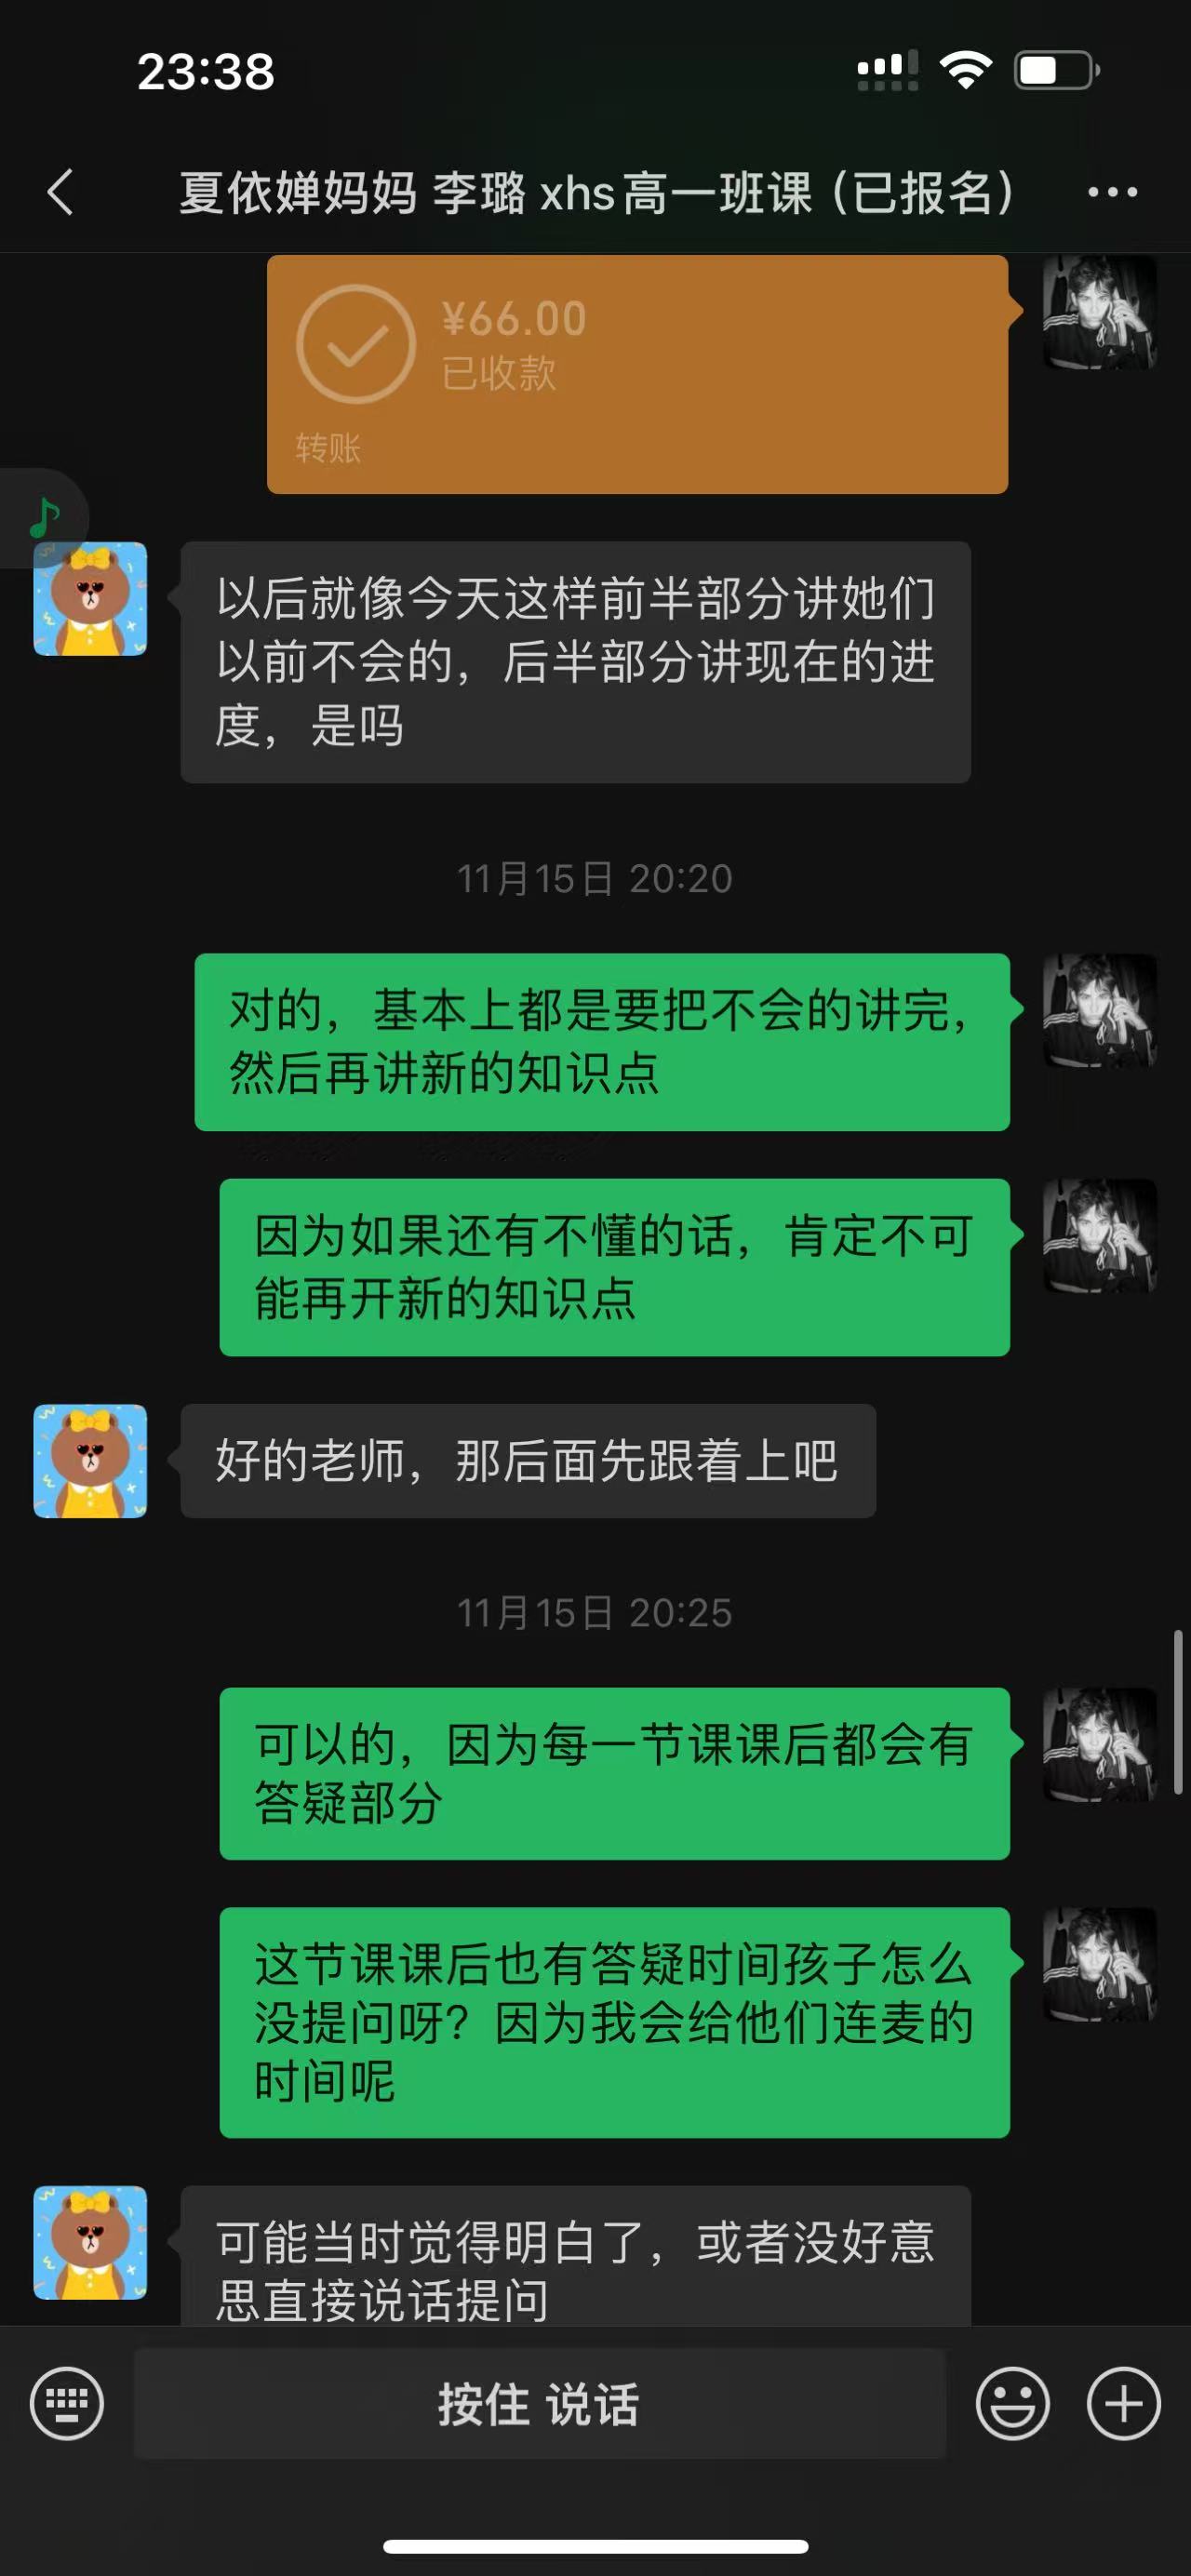 23:38
夏依婵妈妈 李璐 xhs高一班课（已报名）
¥66.00
已收款
转账
以后就像今天这样前半部分讲她们
以前不会的，后半部分讲现在的进
度，是吗
11月15日 20:20
对的，基本上都是要把不会的讲完，
然后再讲新的知识点
因为如果还有不懂的话，肯定不可
能再开新的知识点
好的老师，那后面先跟着上吧
11月15日 20:25
可以的，因为每一节课课后都会有
答疑部分
这节课课后也有答疑时间孩子怎么
没提问呀？因为我会给他们连麦的
时间呢
可能当时觉得明白了，或者没好意
思直接说话提问
按住 说话